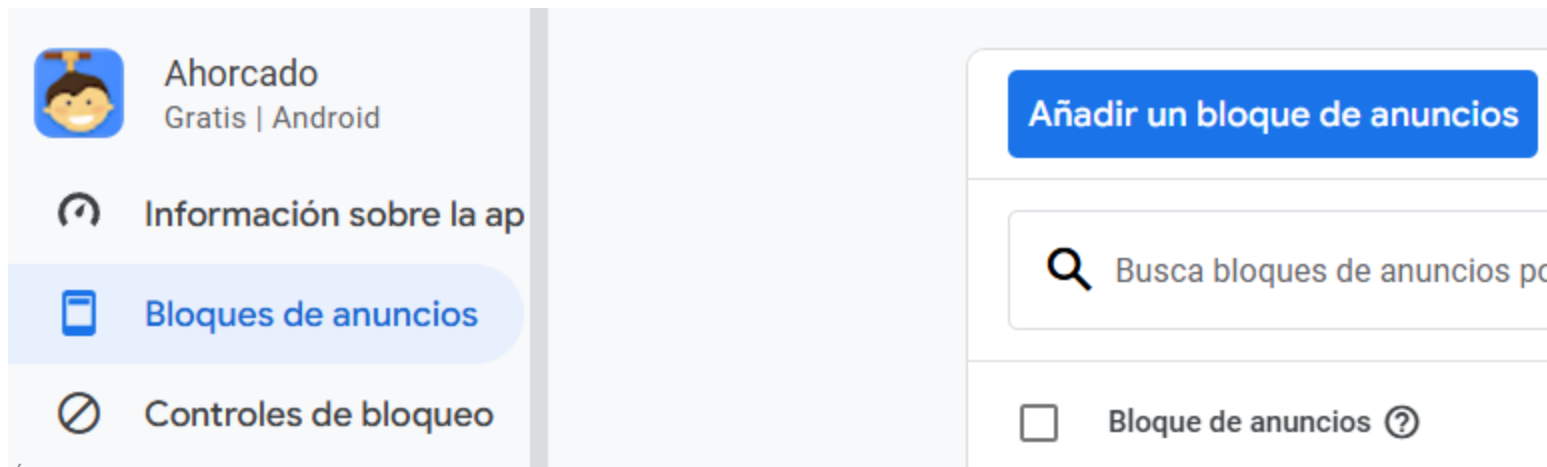 Ahorcado
Gratis | Android
Información sobre la ap
Bloques de anuncios
Controles de bloqueo
Añadir un bloque de anuncios
Busca bloques de anuncios po
Bloque de anuncios